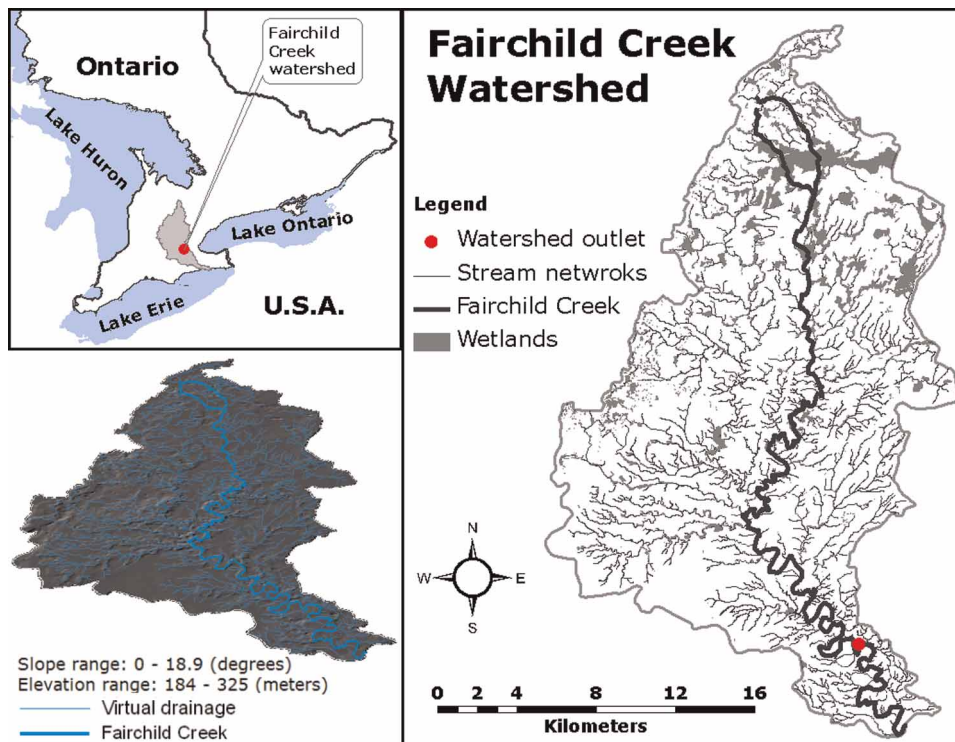 Fairchild
Creek
watershed
Ontario
Lake Huron
Lake Ontario
Lake Erie
U.S.A.
Slope range: 0 - 18.9 (degrees)
Elevation range: 184 - 325 (meters)
Virtual drainage
Fairchild Creek
Fairchild Creek
Watershed
Legend
Watershed outlet
Stream netwroks
Fairchild Creek
Wetlands
N
W E
S
0 2 4 8 12 16
Kilometers